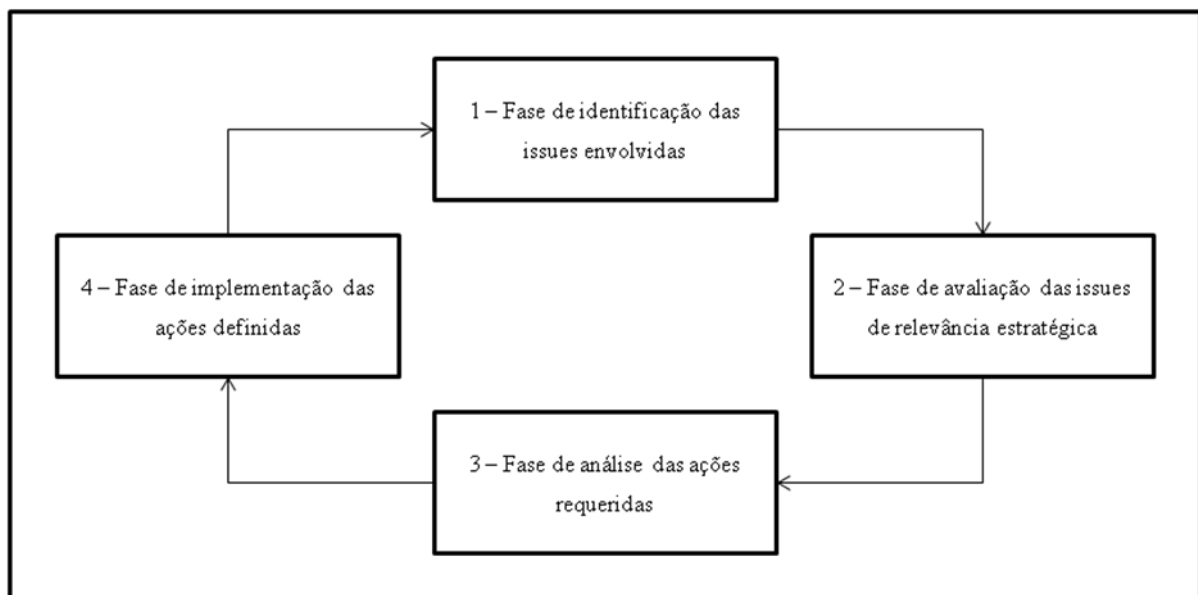 1 – Fase de identificação das
issues envolvidas
2 – Fase de avaliação das issues
de relevância estratégica
3 – Fase de análise das ações
requeridas
4 – Fase de implementação das
ações definidas